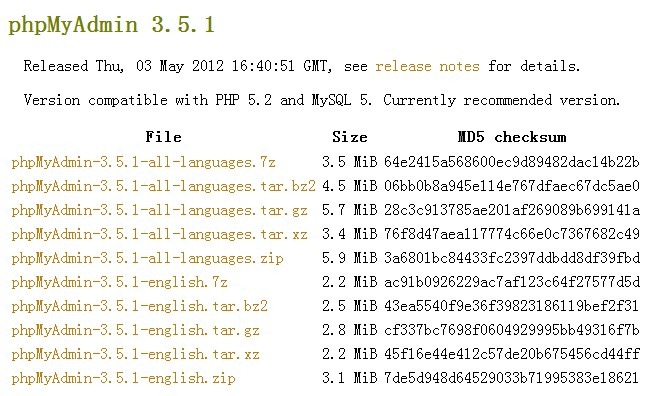 phpMyAdmin 3.5.1
Released Thu, 03 May 2012 16:40:51 GMT, see release notes for details.
Version compatible with PHP 5.2 and MySQL 5. Currently recommended version.
File Size MD5 checksum
phpMyAdmin-3.5.1-all-languages.7z 3.5 MiB 64e2415a568600ec9d89482dac14b22b
phpMyAdmin-3.5.1-all-languages.tar.bz2 4.5 MiB 06bb0b8a945e114e767dfaec67dc5ae0
phpMyAdmin-3.5.1-all-languages.tar.gz 5.7 MiB 28c3c913785ae201af269089b699141a
phpMyAdmin-3.5.1-all-languages.tar.xz 3.4 MiB 76f8d47aea117774c66e0c7367682c49
phpMyAdmin-3.5.1-all-languages.zip 5.9 MiB 3a6801bc84433fc2397ddbdd8df39fbd
phpMyAdmin-3.5.1-english.7z 2.2 MiB ac91b0926229ac7af123c64f27577d5d
phpMyAdmin-3.5.1-english.tar.bz2 2.5 MiB 43ea5540f9e36f39823186119bef2f31
phpMyAdmin-3.5.1-english.tar.gz 2.8 MiB cf337bc7698f0604929995bb49316f7b
phpMyAdmin-3.5.1-english.tar.xz 2.2 MiB 45f16e44e412c57de20b675456cd44ff
phpMyAdmin-3.5.1-english.zip 3.1 MiB 7de5d948d64529033b71995383e18621